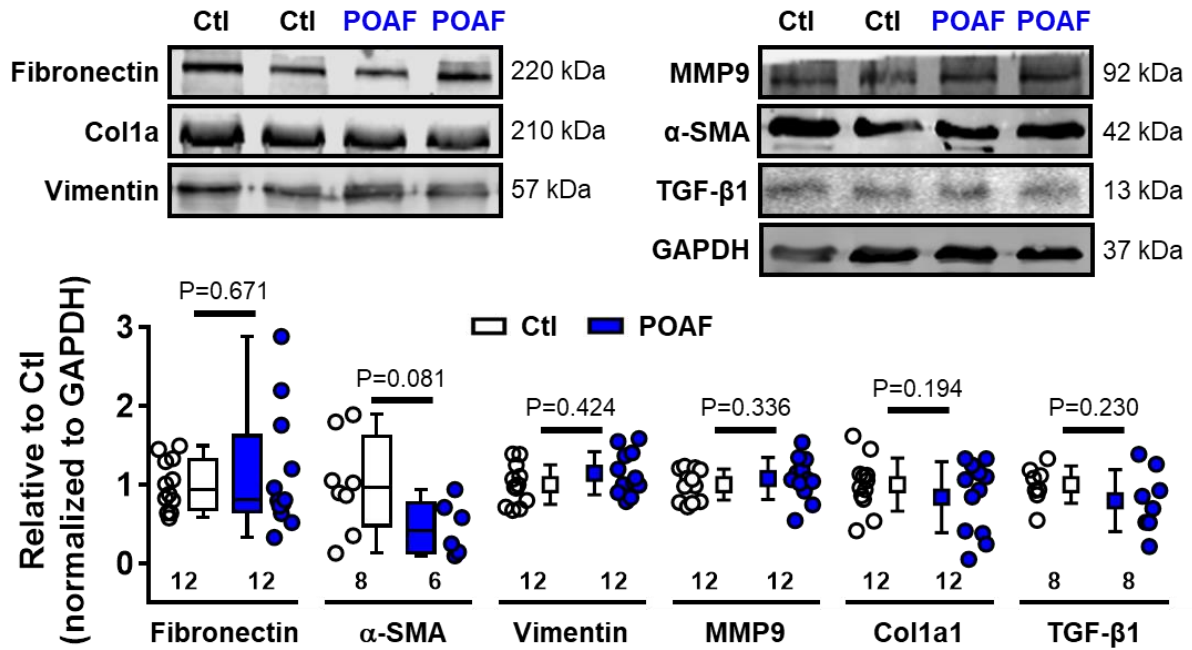 Ctl Ctl POAF POAF
Fibronectin 220 kDa
Col1a 210 kDa
Vimentin 57 kDa
Ctl Ctl POAF POAF
MMP9 92 kDa
α-SMA 42 kDa
TGF-β1 13 kDa
GAPDH 37 kDa
Relative to Ctl
(normalized to GAPDH)
3
2
1
0
Ctl POAF
P=0.671
P=0.081
P=0.424
P=0.336
P=0.194
P=0.230
12 12 8 6 12 12 12 12 12 12 8 8
Fibronectin α-SMA Vimentin MMP9 Col1a1 TGF-β1